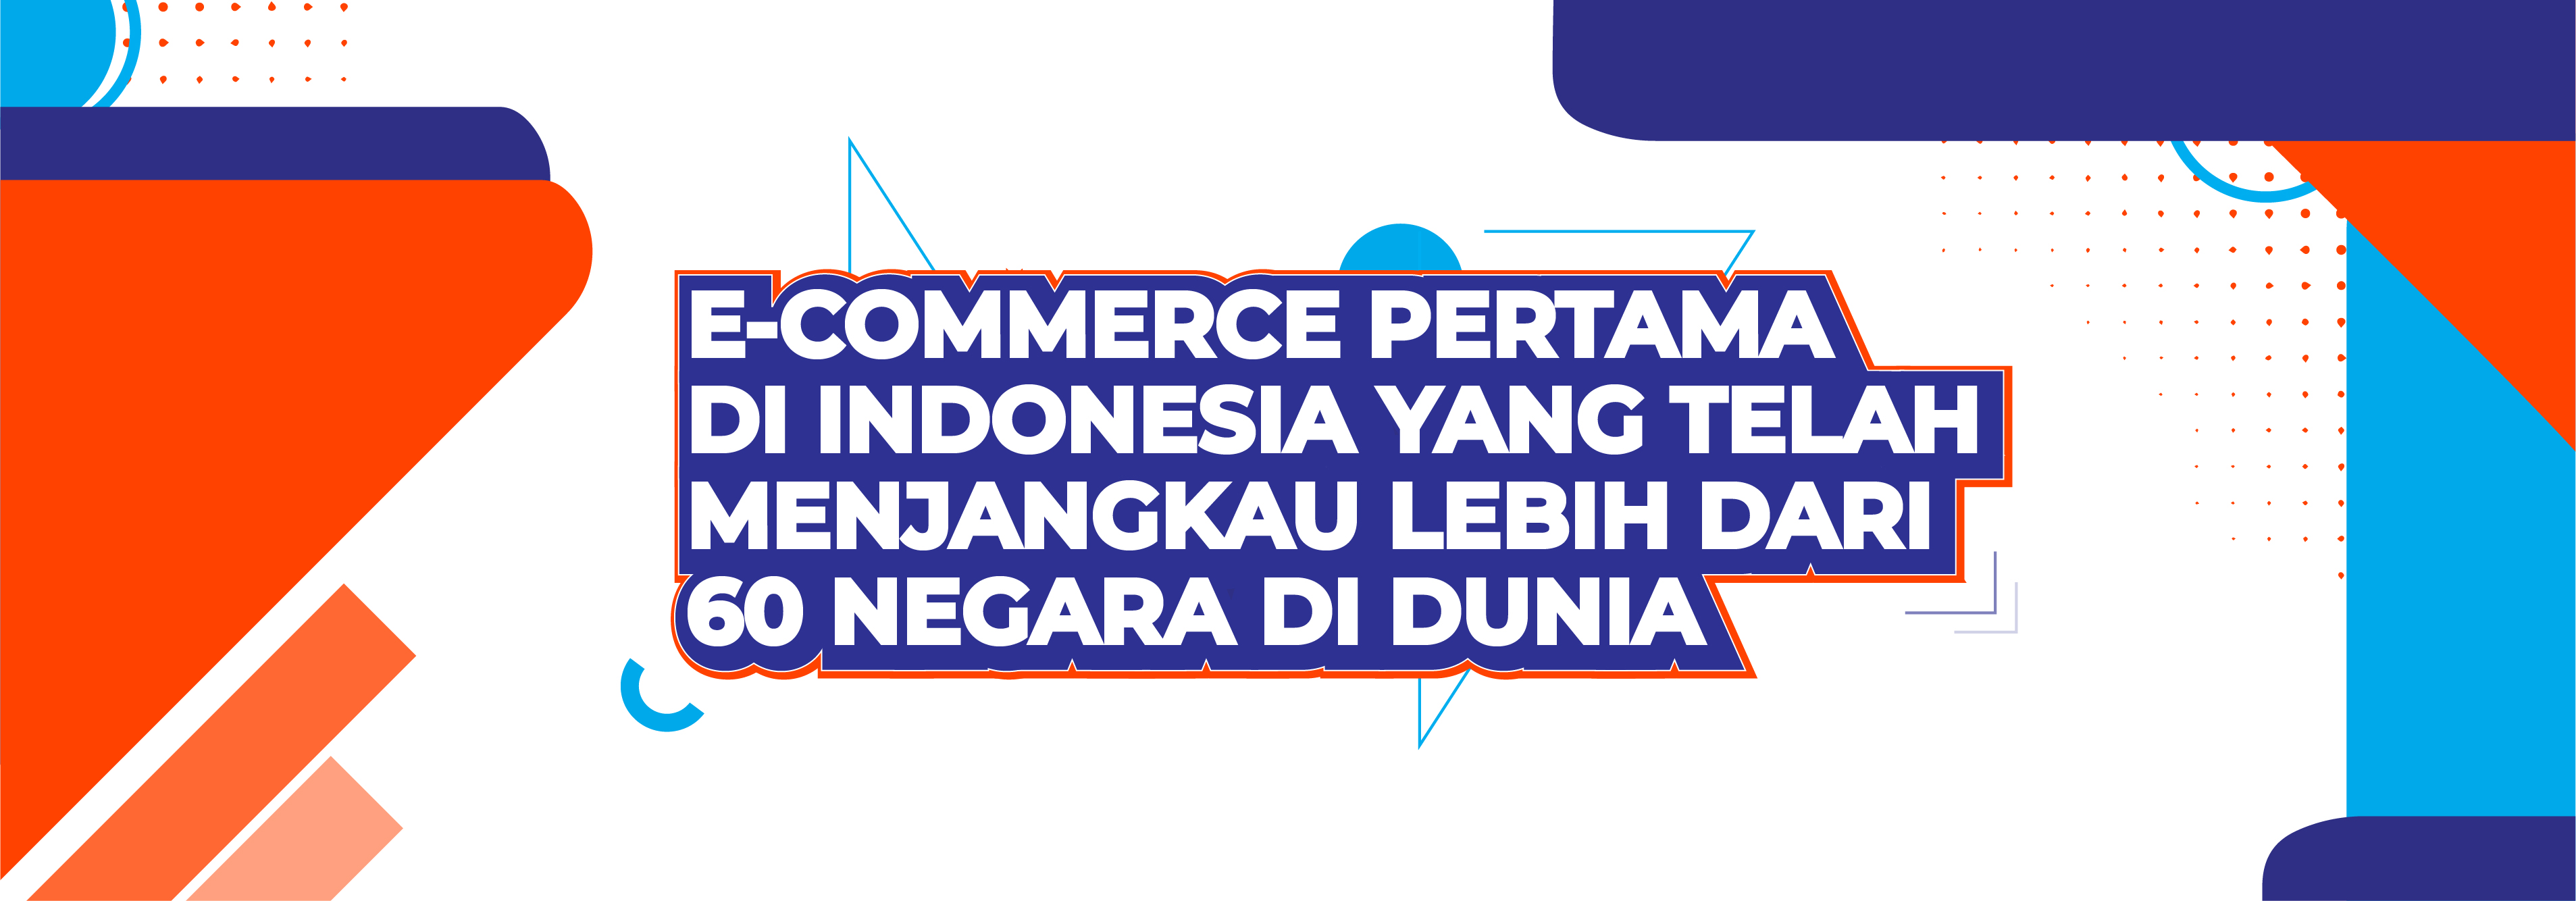 E-COMMERCE PERTAMA
DI INDONESIA YANG TELAH
MENJANGKAU LEBIH DARI
60 NEGARA DI DUNIA